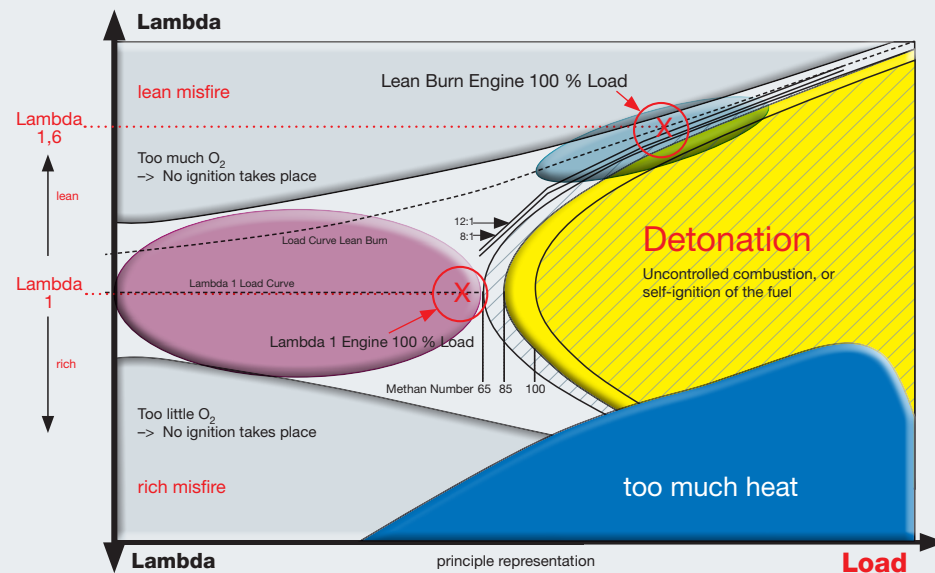 Lambda
lean misfire
Lean Burn Engine 100 % Load
X
Lambda
1,6
Too much O₂
–> No ignition takes place
lean
12:1
8:1
Load Curve Lean Burn
Detonation
Uncontrolled combustion, or
self-ignition of the fuel
Lambda
1
Lambda 1 Load Curve
X
Lambda 1 Engine 100 % Load
rich
Methan Number 65 85 100
Too little O₂
–> No ignition takes place
rich misfire
too much heat
Lambda
principle representation
Load